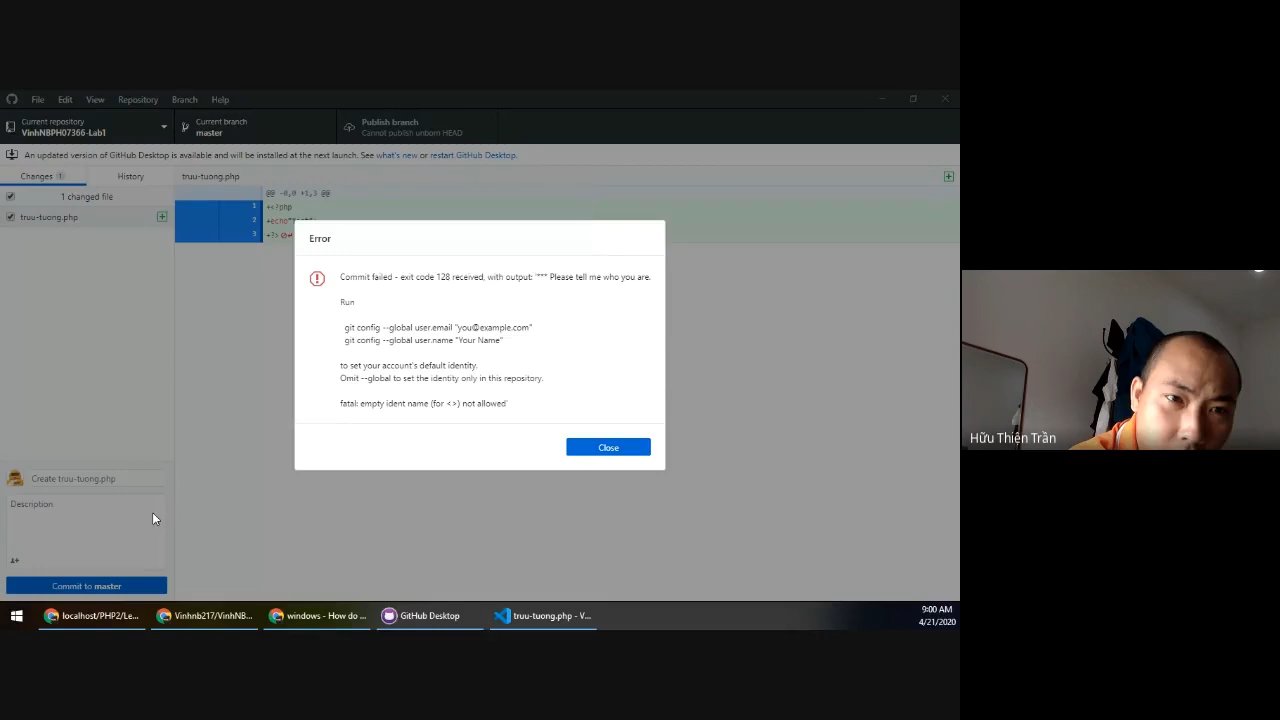 File Edit View Repository Branch Help
Current repository
VinhNBPH07366-Lab1
Current branch
master
Publish branch
Cannot publish unborn HEAD
An updated version of GitHub Desktop is available and will be installed at the next launch. See what's new or restart GitHub Desktop.
Changes 1 History
truu-tuong.php
1 changed file
truu-tuong.php
@@ -0,0 +1,3 @@
1 +<?php
2 +echo
3 +?>
Error
Commit failed - exit code 128 received, with output: '*** Please tell me who you are.
Run
git config --global user.email "you@example.com"
git config --global user.name "Your Name"
to set your account's default identity.
Omit --global to set the identity only in this repository.
fatal: empty ident name (for <>) not allowed'
Close
Create truu-tuong.php
Description
Commit to master
Hữu Thiện Trần
localhost/PHP2/Le... Vinhnb217/VinhNB... windows - How do ... GitHub Desktop truu-tuong.php - V...
9:00 AM
4/21/2020